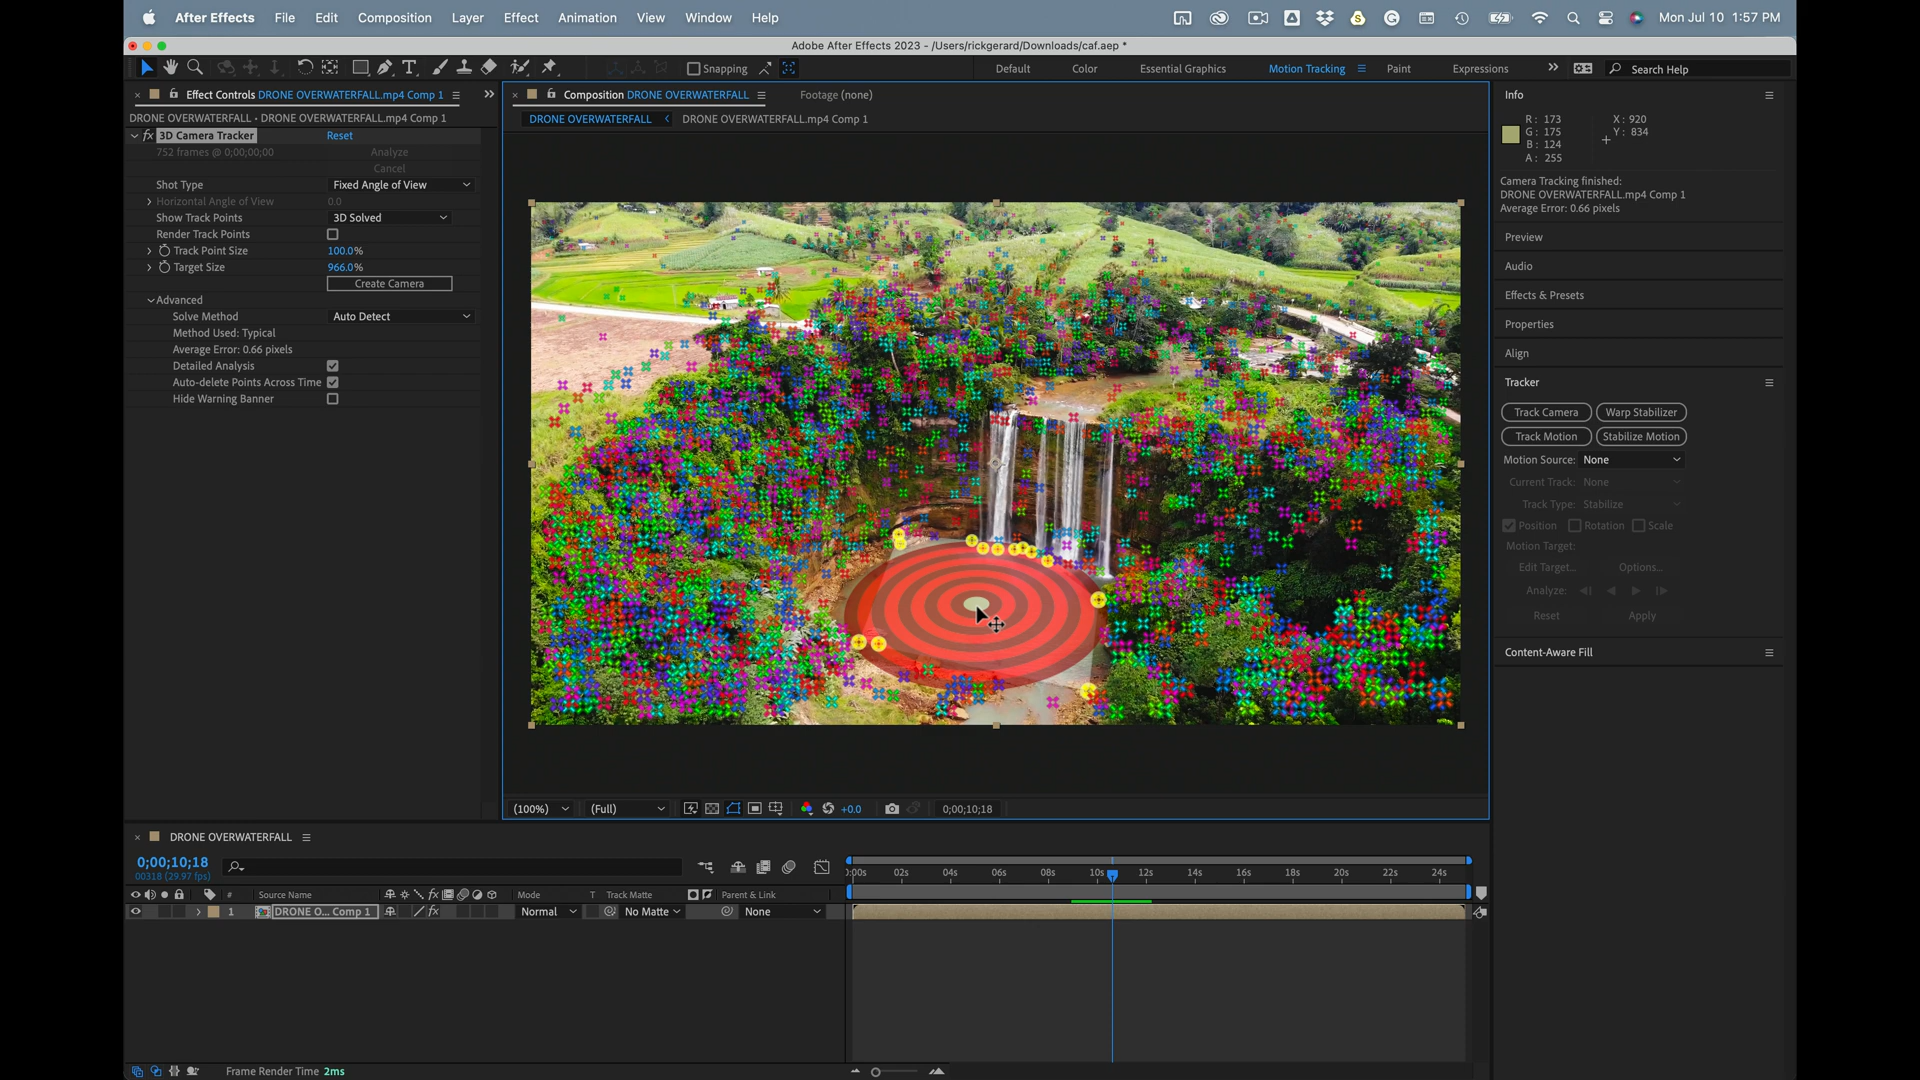 After Effects File Edit Composition Layer Effect Animation View Window Help Mon Jul 10 1:57 PM
Adobe After Effects 2023 - /Users/rickgerard/Downloads/caf.aep *
Snapping Default Color Essential Graphics Motion Tracking Paint Expressions Search Help
Effect Controls DRONE OVERWATERFALL.mp4 Comp 1
DRONE OVERWATERFALL • DRONE OVERWATERFALL.mp4 Comp 1
fx 3D Camera Tracker Reset
752 frames @ 0;00;00;00 Analyze
Cancel
Shot Type Fixed Angle of View
Horizontal Angle of View 0.0
Show Track Points 3D Solved
Render Track Points
Track Point Size 100.0%
Target Size 966.0%
Create Camera
Advanced
Solve Method Auto Detect
Method Used: Typical
Average Error: 0.66 pixels
Detailed Analysis
Auto-delete Points Across Time
Hide Warning Banner
Composition DRONE OVERWATERFALL Footage (none)
DRONE OVERWATERFALL DRONE OVERWATERFALL.mp4 Comp 1
(100%) (Full) +0.0 0;00;10;18
Info
R: 173 X: 920
G: 175 Y: 834
B: 124
A: 255
Camera Tracking finished:
DRONE OVERWATERFALL.mp4 Comp 1
Average Error: 0.66 pixels
Preview
Audio
Effects & Presets
Properties
Align
Tracker
Track Camera Warp Stabilizer
Track Motion Stabilize Motion
Motion Source: None
Current Track: None
Track Type: Stabilize
Position Rotation Scale
Motion Target:
Edit Target... Options...
Analyze:
Reset Apply
Content-Aware Fill
DRONE OVERWATERFALL
0;00;10;18
00318 (29.97 fps)
0:00s 02s 04s 06s 08s 10s 12s 14s 16s 18s 20s 22s 24s
# Source Name fx Mode T Track Matte Parent & Link
1 DRONE O... Comp 1 fx Normal No Matte None
Frame Render Time 2ms